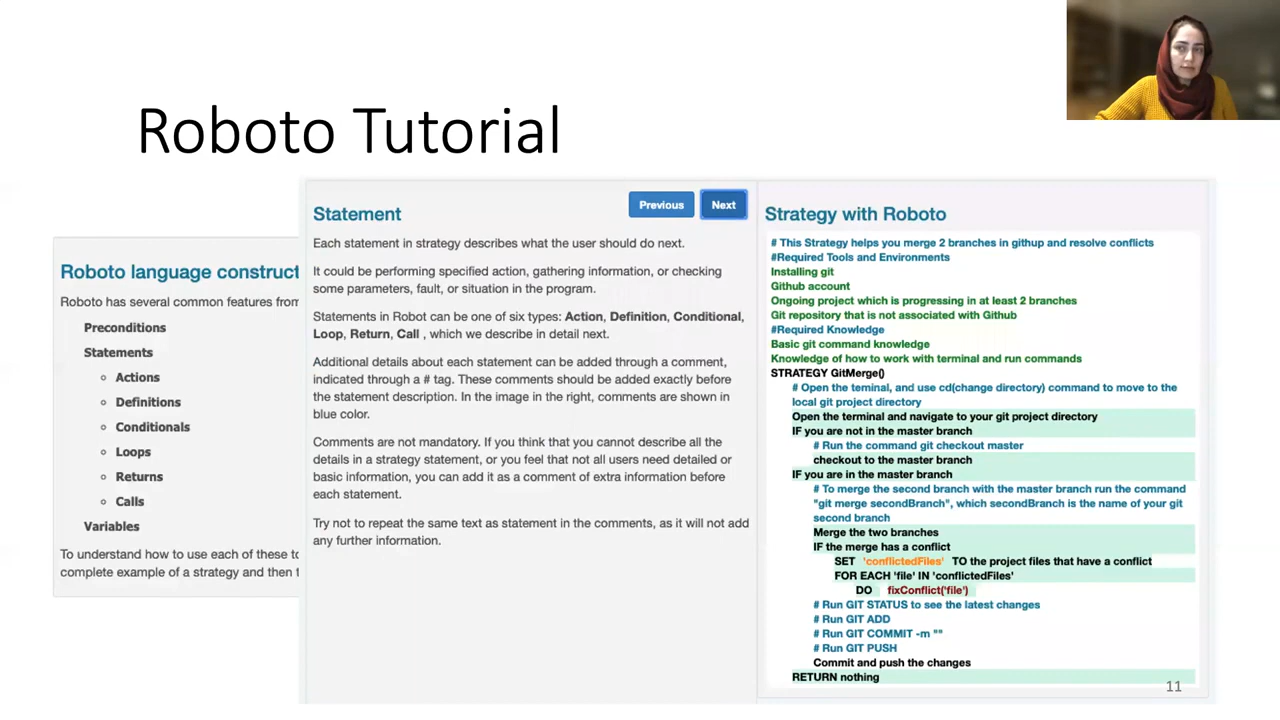 Roboto Tutorial
Roboto language construct
Roboto has several common features from
Preconditions
Statements
Actions
Definitions
Conditionals
Loops
Returns
Calls
Variables
To understand how to use each of these to
complete example of a strategy and then t
Statement
Previous
Next
Each statement in strategy describes what the user should do next.
It could be performing specified action, gathering information, or checking
some parameters, fault, or situation in the program.
Statements in Robot can be one of six types: Action, Definition, Conditional,
Loop, Return, Call , which we describe in detail next.
Additional details about each statement can be added through a comment,
indicated through a # tag. These comments should be added exactly before
the statement description. In the image in the right, comments are shown in
blue color.
Comments are not mandatory. If you think that you cannot describe all the
details in a strategy statement, or you feel that not all users need detailed or
basic information, you can add it as a comment of extra information before
each statement.
Try not to repeat the same text as statement in the comments, as it will not add
any further information.
Strategy with Roboto
# This Strategy helps you merge 2 branches in githup and resolve conflicts
#Required Tools and Environments
Installing git
Github account
Ongoing project which is progressing in at least 2 branches
Git repository that is not associated with Github
#Required Knowledge
Basic git command knowledge
Knowledge of how to work with terminal and run commands
STRATEGY GitMerge()
# Open the teminal, and use cd(change directory) command to move to the
local git project directory
Open the terminal and navigate to your git project directory
IF you are not in the master branch
# Run the command git checkout master
checkout to the master branch
IF you are in the master branch
# To merge the second branch with the master branch run the command
"git merge secondBranch", which secondBranch is the name of your git
second branch
Merge the two branches
IF the merge has a conflict
SET 'conflictedFiles' TO the project files that have a conflict
FOR EACH 'file' IN 'conflictedFiles'
DO fixConflict('file')
# Run GIT STATUS to see the latest changes
# Run GIT ADD
# Run GIT COMMIT -m ""
# Run GIT PUSH
Commit and push the changes
RETURN nothing
11